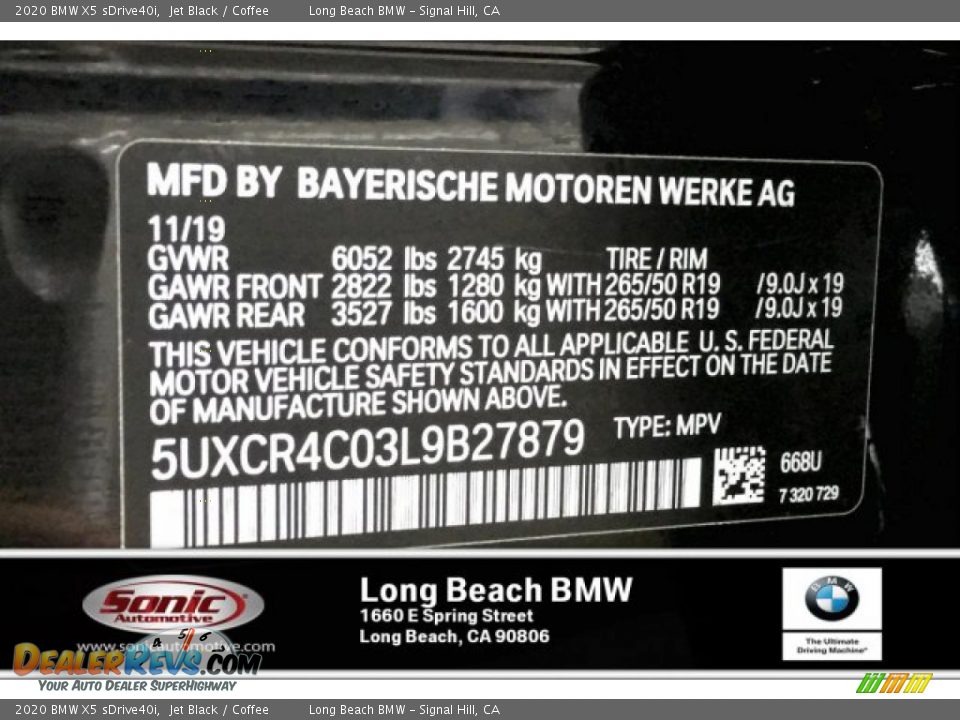 2020 BMW X5 sDrive40i, Jet Black / Coffee Long Beach BMW - Signal Hill, CA
MFD BY BAYERISCHE MOTOREN WERKE AG
11/19
GVWR 6052 lbs 2745 kg TIRE / RIM
GAWR FRONT 2822 lbs 1280 kg WITH 265/50 R19 /9.0J x 19
GAWR REAR 3527 lbs 1600 kg WITH 265/50 R19 /9.0J x 19
THIS VEHICLE CONFORMS TO ALL APPLICABLE U. S. FEDERAL
MOTOR VEHICLE SAFETY STANDARDS IN EFFECT ON THE DATE
OF MANUFACTURE SHOWN ABOVE.
5UXCR4C03L9B27879 TYPE: MPV
668U
7 320 729
Sonic
Automotive
www.sonicautomotive.com
Long Beach BMW
1660 E Spring Street
Long Beach, CA 90806
BMW
The Ultimate
Driving Machine®
4 5 6
DealerRevs.com
Your Auto Dealer SuperHighway
2020 BMW X5 sDrive40i, Jet Black / Coffee Long Beach BMW - Signal Hill, CA